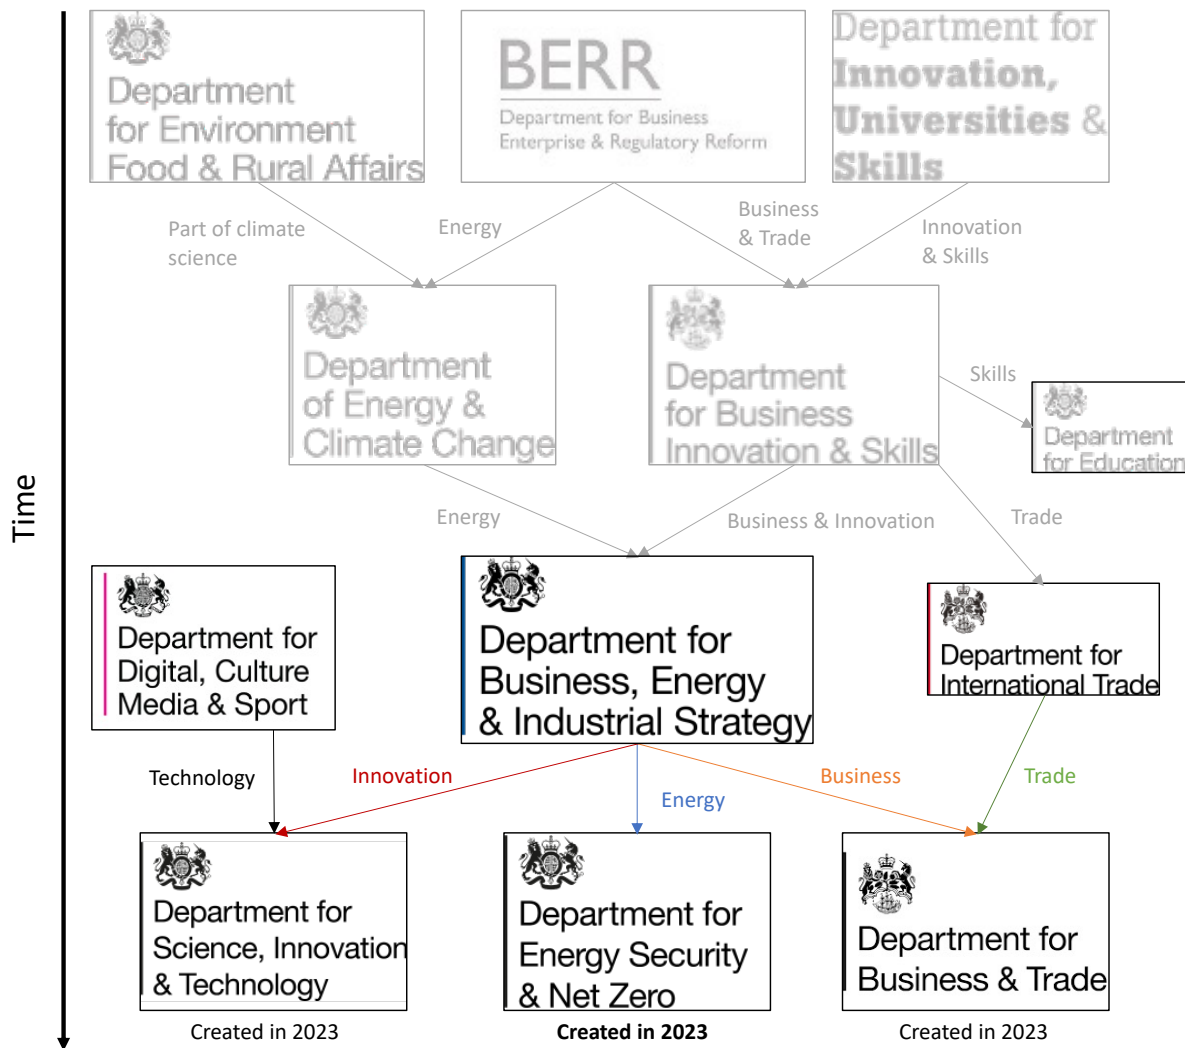 Time
Department
for Environment
Food & Rural Affairs
BERR
Department for Business
Enterprise & Regulatory Reform
Department for
Innovation,
Universities &
Skills
Part of climate
science
Energy
Business
& Trade
Innovation
& Skills
Department
of Energy &
Climate Change
Department
for Business
Innovation & Skills
Skills
Department
for Education
Energy
Business & Innovation
Trade
Department for
Digital, Culture
Media & Sport
Department for
Business, Energy
& Industrial Strategy
Department for
International Trade
Technology
Innovation
Energy
Business
Trade
Department for
Science, Innovation
& Technology
Department for
Energy Security
& Net Zero
Department for
Business & Trade
Created in 2023
Created in 2023
Created in 2023